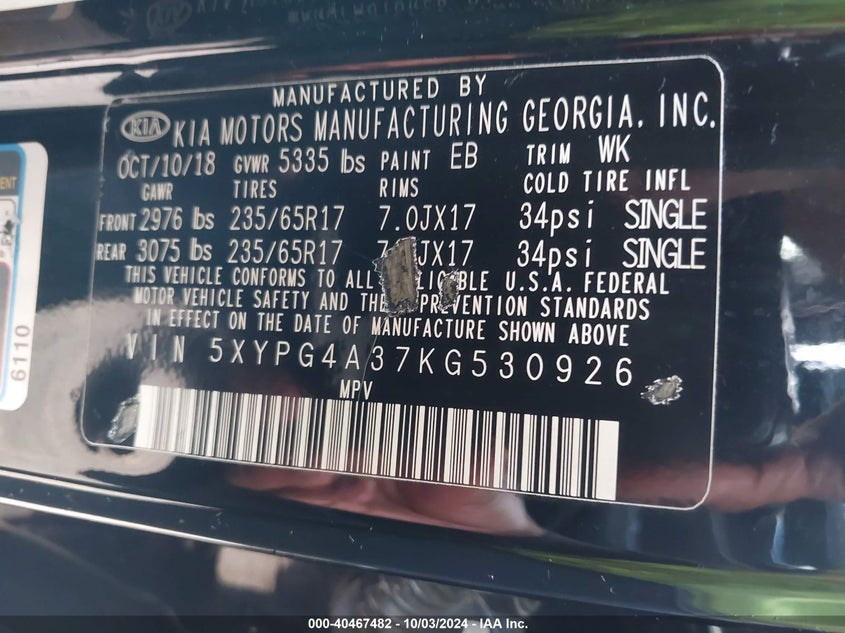 MANUFACTURED BY
KIA KIA MOTORS MANUFACTURING GEORGIA, INC.
OCT/10/18 GVWR 5335 lbs PAINT EB TRIM WK
GAWR TIRES RIMS COLD TIRE INFL
FRONT 2976 lbs 235/65R17 7.0JX17 34psi SINGLE
REAR 3075 lbs 235/65R17 7. JX17 34psi SINGLE
THIS VEHICLE CONFORMS TO ALL U.S.A. FEDERAL
MOTOR VEHICLE SAFETY AND THE STANDARDS
IN EFFECT ON THE DATE OF MANUFACTURE SHOWN ABOVE
VIN 5XYPG4A37KG530926
MPV
6110
000-40467482 - 10/03/2024 - IAA Inc.